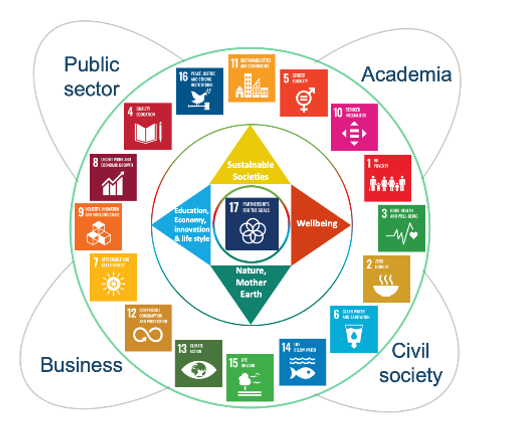 Public
sector
Academia
16 PEACE, JUSTICE
AND STRONG
INSTITUTIONS
11 SUSTAINABLE CITIES
AND COMMUNITIES
5 GENDER
EQUALITY
4 QUALITY
EDUCATION
10 REDUCED
INEQUALITIES
8 DECENT WORK AND
ECONOMIC GROWTH
1 NO
POVERTY
Sustainable
Societies
9 INDUSTRY, INNOVATION
AND INFRASTRUCTURE
Education,
Economy,
innovation
& life style
17 PARTNERSHIPS
FOR THE GOALS
Wellbeing
3 GOOD HEALTH
AND WELL-BEING
7 AFFORDABLE AND
CLEAN ENERGY
Nature,
Mother
Earth
2 ZERO
HUNGER
12 RESPONSIBLE
CONSUMPTION
AND PRODUCTION
6 CLEAN WATER
AND SANITATION
13 CLIMATE
ACTION
15 LIFE
ON LAND
14 LIFE
BELOW WATER
Business
Civil
society